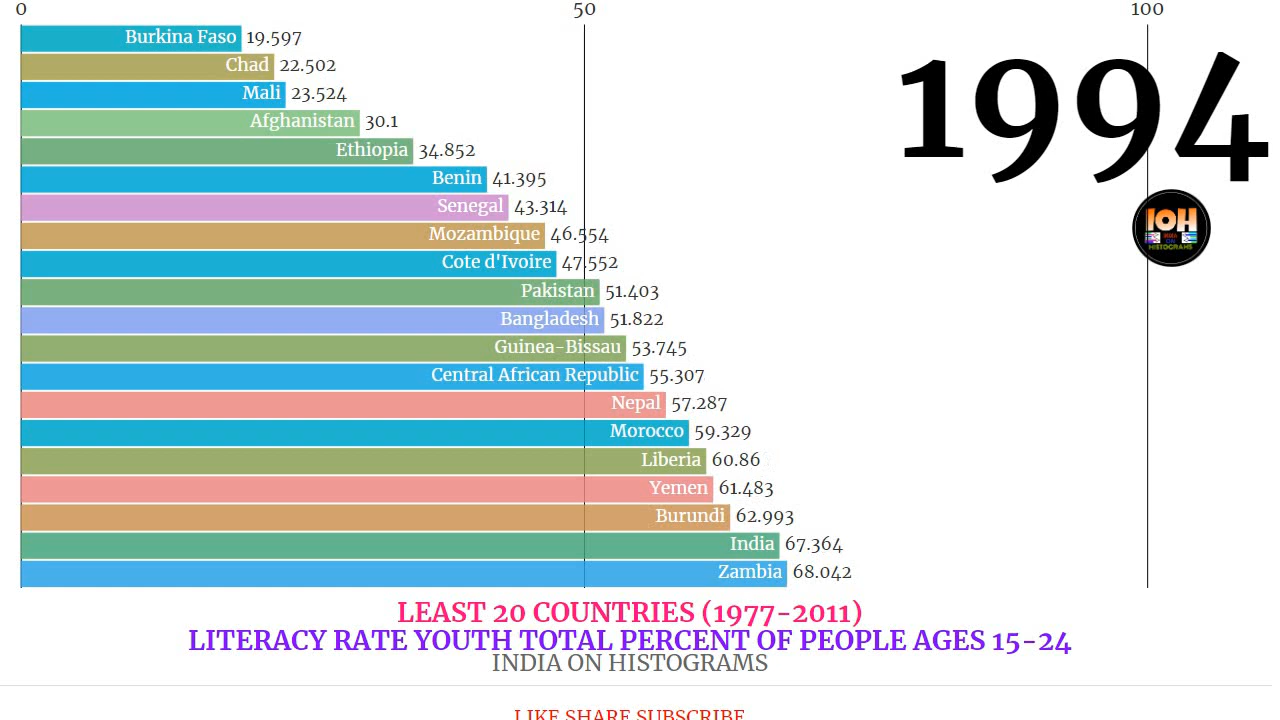 0 50 100
1994
Burkina Faso 19.597
Chad 22.502
Mali 23.524
Afghanistan 30.1
Ethiopia 34.852
Benin 41.395
Senegal 43.314
IOH
Mozambique 46.554
HISTOGRAMS
Cote d'Ivoire 47.552
Pakistan 51.403
Bangladesh 51.822
Guinea-Bissau 53.745
Central African Republic 55.307
Nepal 57.287
Morocco 59.329
Liberia 60.86
Yemen 61.483
Burundi 62.993
India 67.364
Zambia 68.042
LEAST 20 COUNTRIES (1977-2011)
LITERACY RATE YOUTH TOTAL PERCENT OF PEOPLE AGES 15-24
INDIA ON HISTOGRAMS
LIKE SHARE SUBSCRIBE